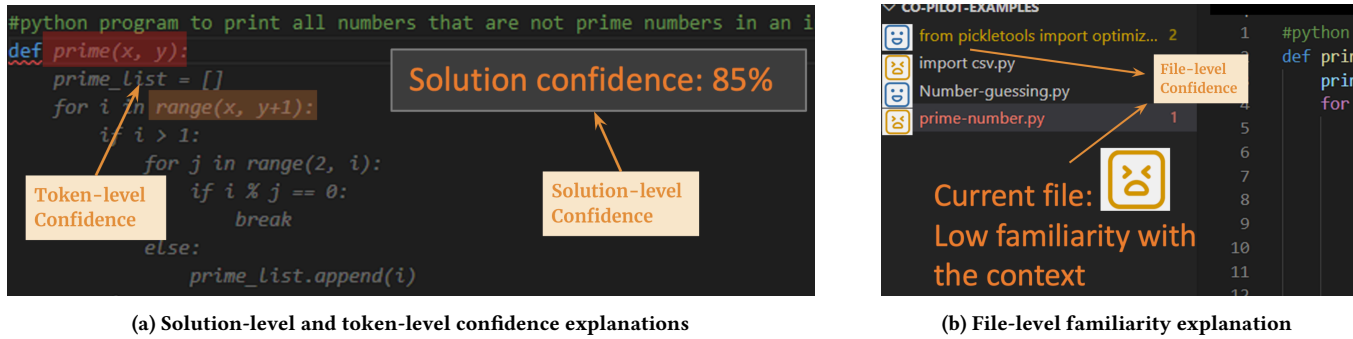 #python program to print all numbers that are not prime numbers in an i
def prime(x, y):
prime_list = []
for i in range(x, y+1):
if i > 1:
for j in range(2, i):
if i % j == 0:
break
else:
prime_list.append(i)
Solution confidence: 85%
Token-level
Confidence
Solution-level
Confidence
(a) Solution-level and token-level confidence explanations
CO-PILOT-EXAMPLES
from pickletools import optimiz... 2
import csv.py
Number-guessing.py
prime-number.py 1
File-level
Confidence
Current file:
Low familiarity with
the context
1 #python
def prim
prim
4 for
5
6
7
8
9
10
11
12
(b) File-level familiarity explanation